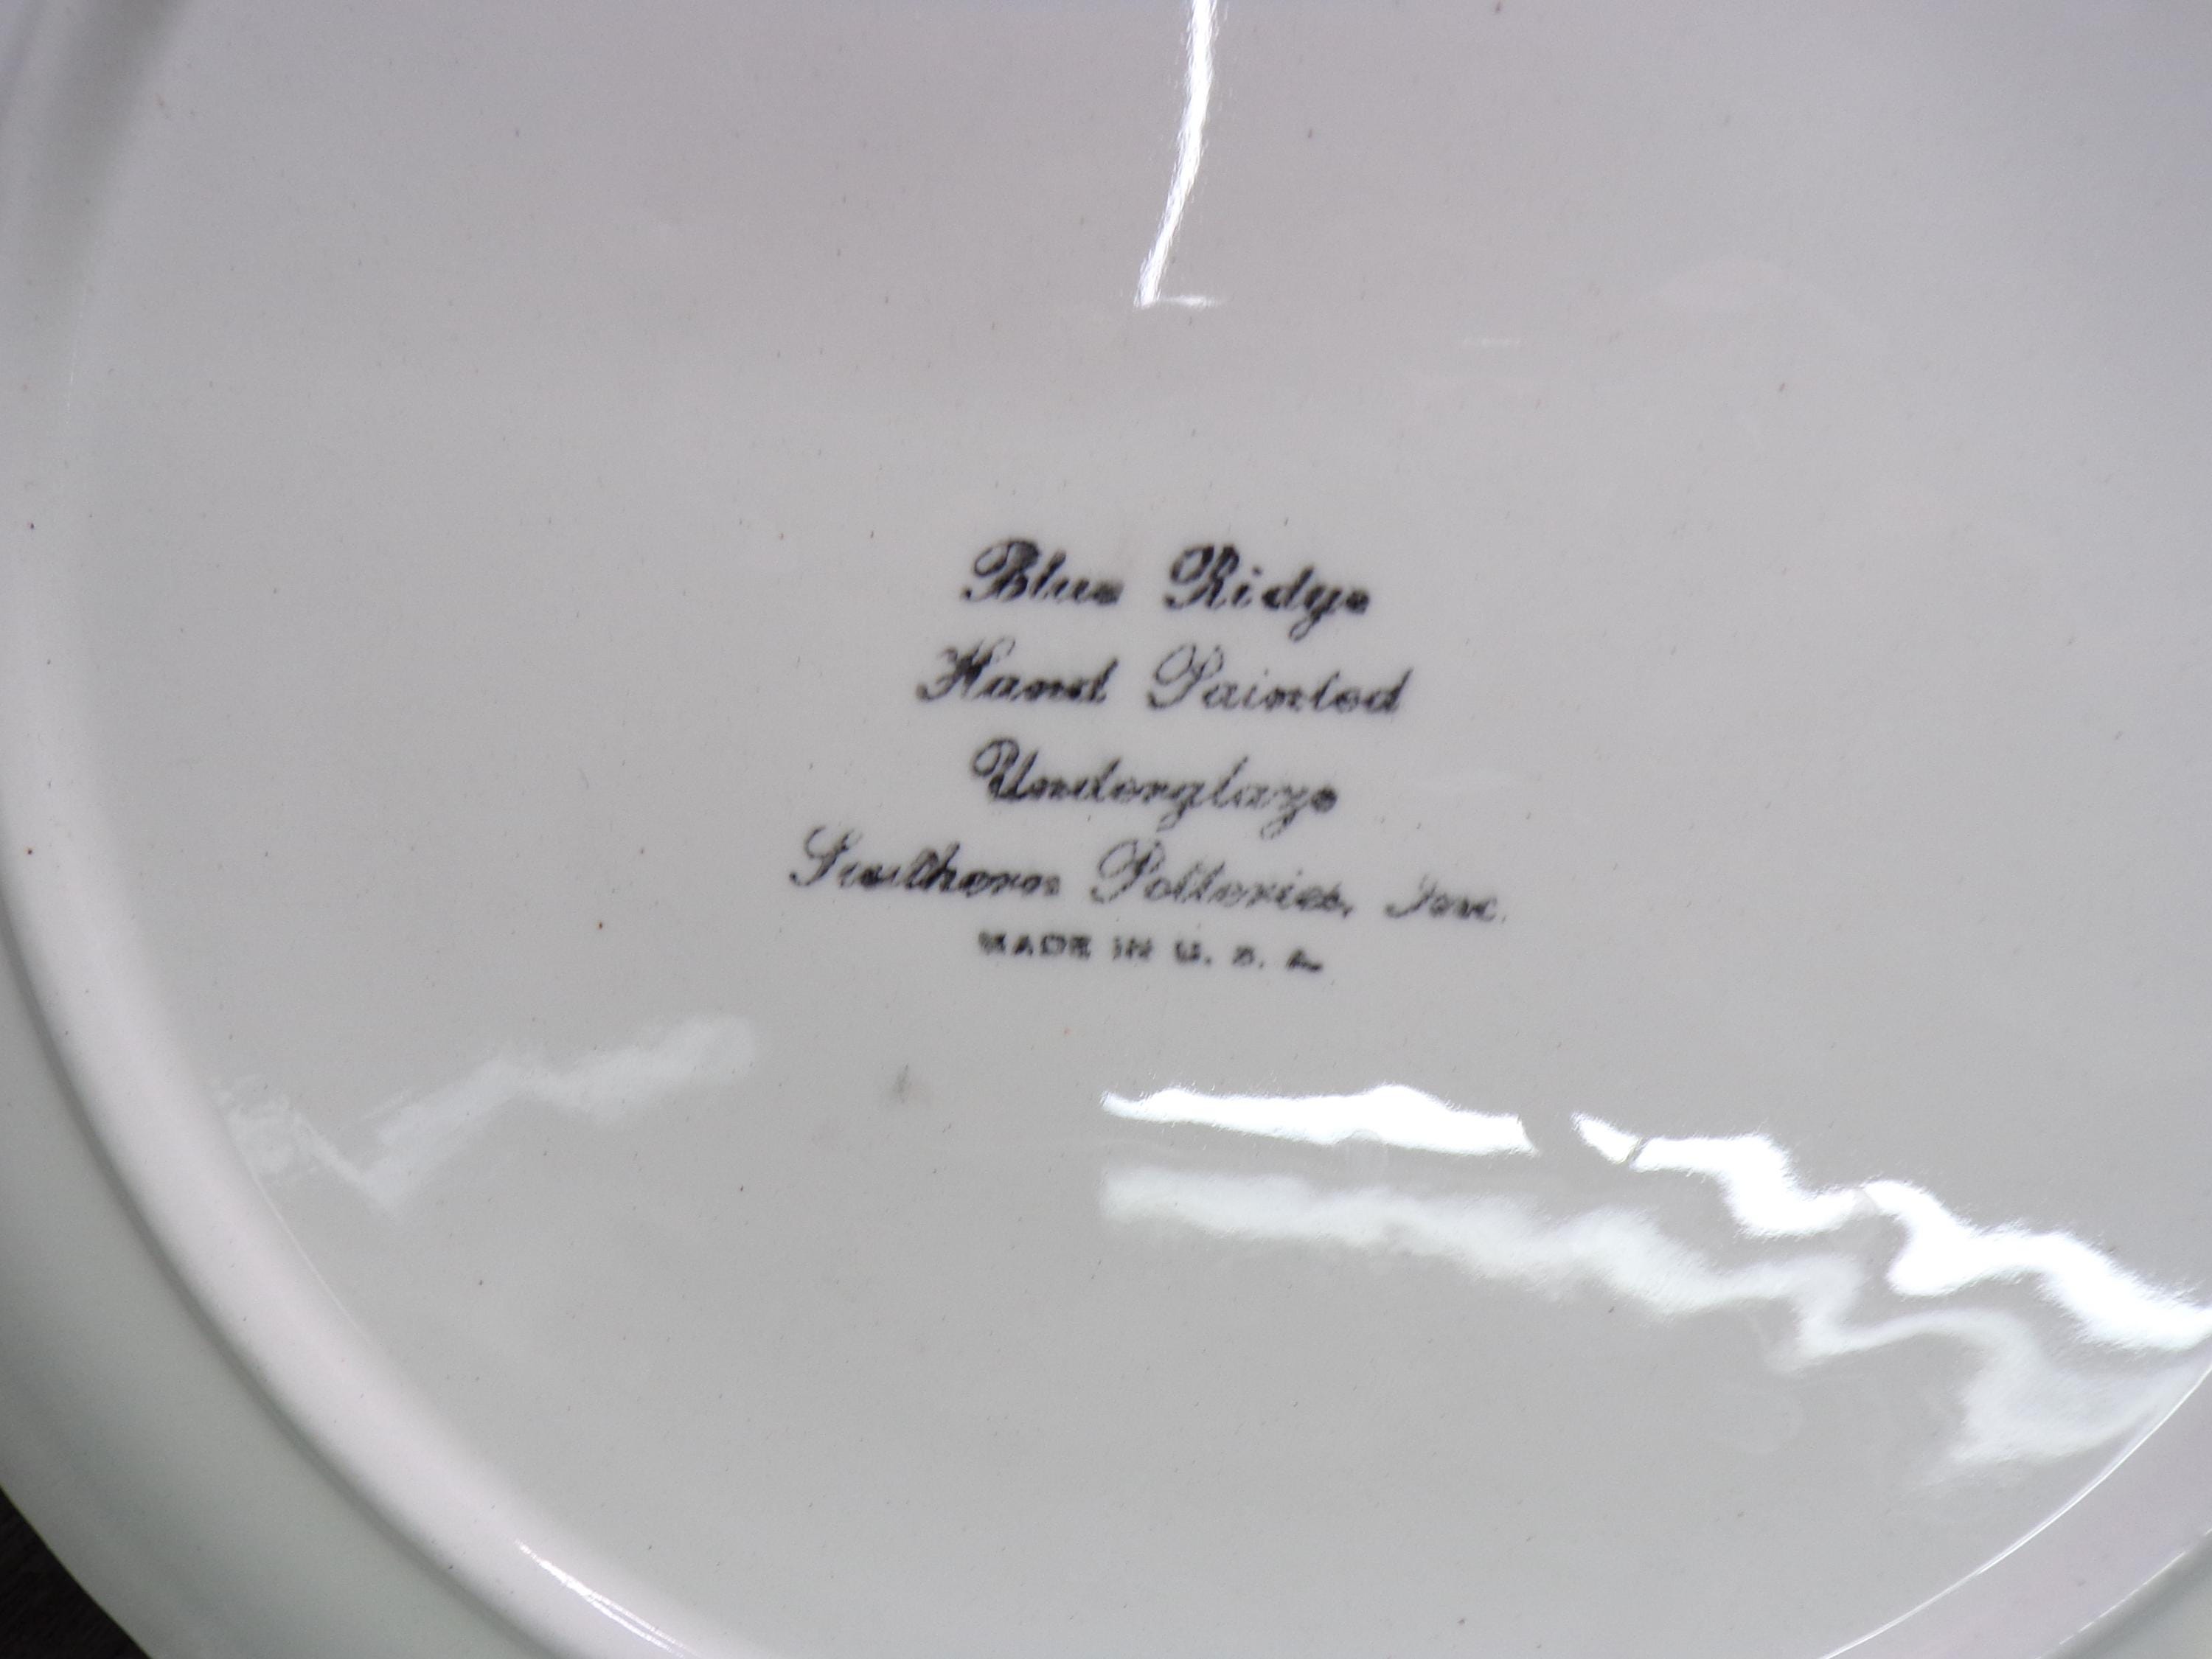 Blue Ridge
Hand Painted
Underglaze
Southern Potteries, Inc.
MADE IN U. S. A.